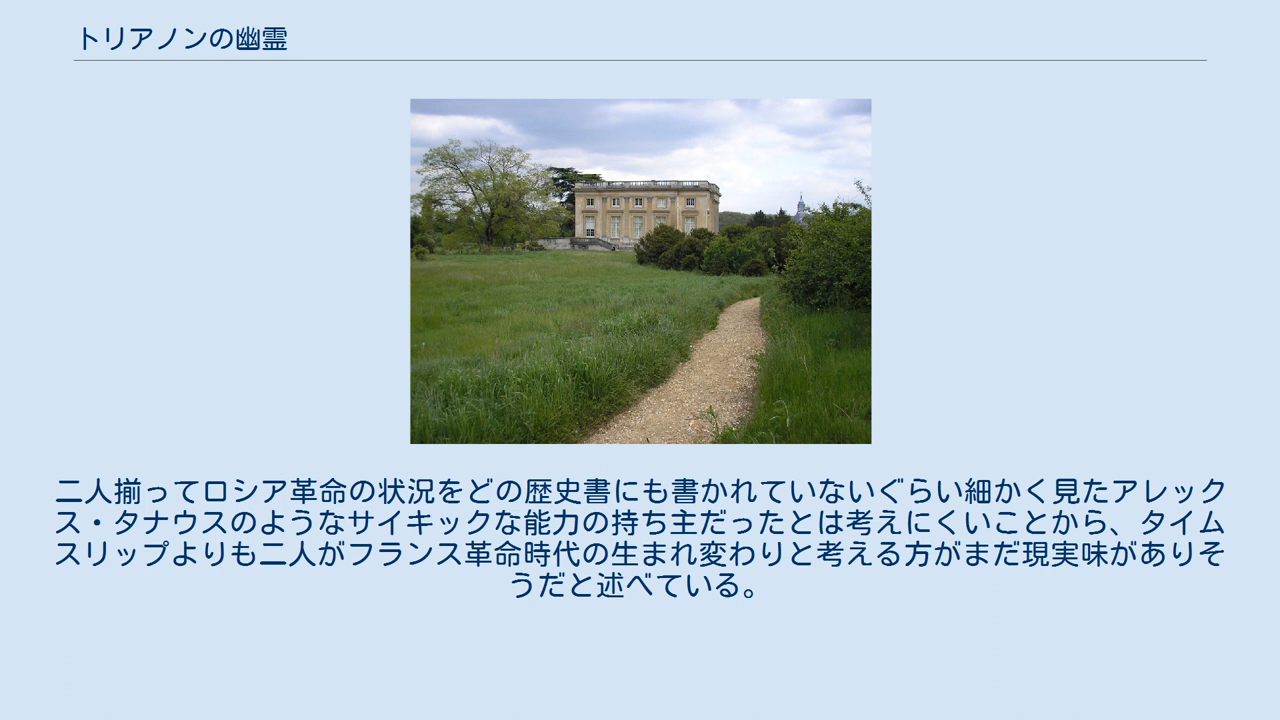 トリアノンの幽霊
二人揃ってロシア革命の状況をどの歴史書にも書かれていないぐらい細かく見たアレック
ス・タナウスのようなサイキックな能力の持ち主だったとは考えにくいことから、タイム
スリップよりも二人がフランス革命時代の生まれ変わりと考える方がまだ現実味がありそ
うだと述べている。